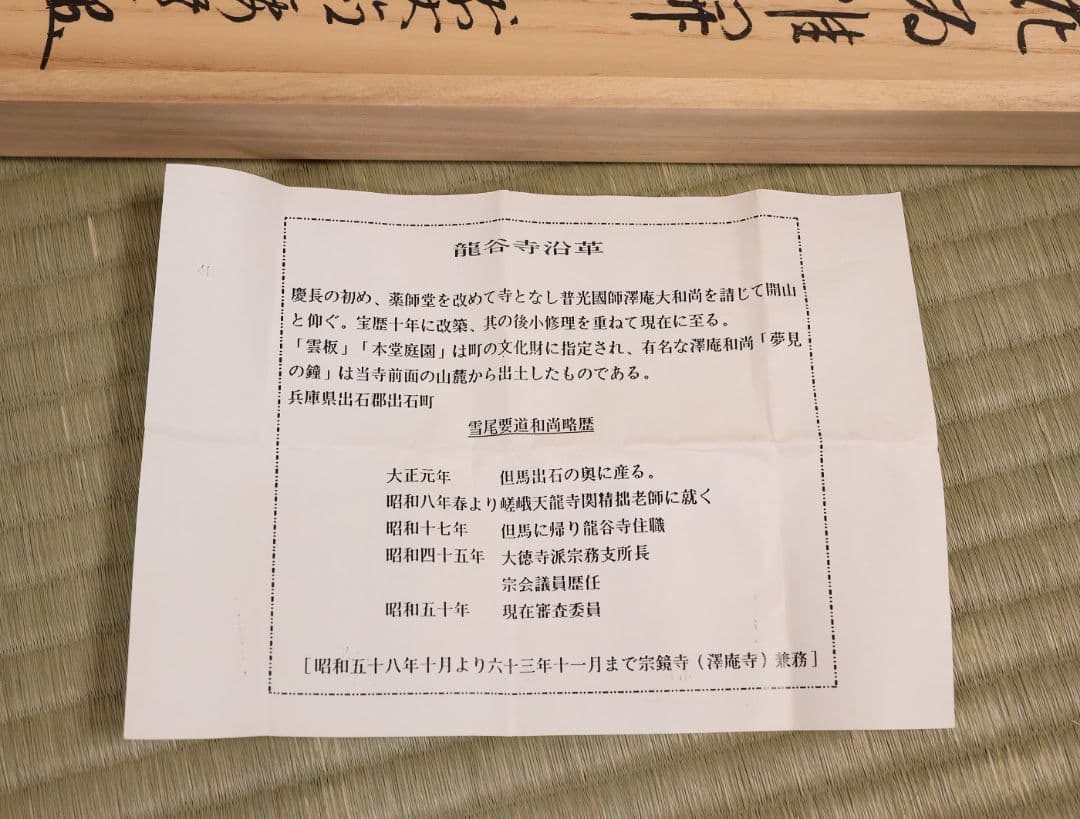 龍谷寺沿革
慶長の初め、薬師堂を改めて寺となし普光國師澤庵大和尚を請じて開山
と仰ぐ。宝歴十年に改築、其の後小修理を重ねて現在に至る。
「雲板」「本堂庭園」は町の文化財に指定され、有名な澤庵和尚「夢見
の鐘」は当寺前面の山麓から出土したものである。
兵庫県出石郡出石町
雪尾要道和尚略歴
大正元年 但馬出石の奥に産る。
昭和八年春より嵯峨天龍寺関精拙老師に就く
昭和十七年 但馬に帰り龍谷寺住職
昭和四十五年 大徳寺派宗務支所長
宗会議員歴任
昭和五十年 現在審査委員
[昭和五十八年十月より六十三年十一月まで宗鏡寺(澤庵寺)兼務]